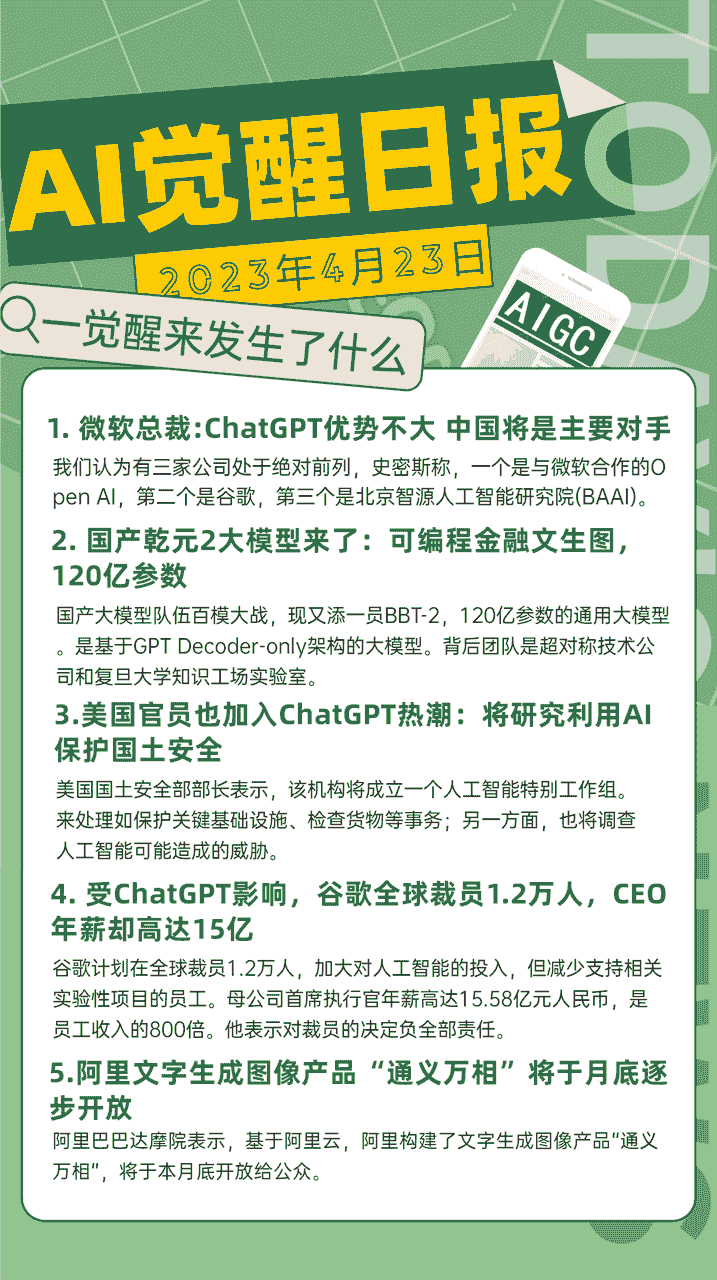 AI觉醒日报
2023年4月23日
一觉醒来发生了什么
AIGC
1. 微软总裁:ChatGPT优势不大 中国将是主要对手
我们认为有三家公司处于绝对前列，史密斯称，一个是与微软合作的O
pen AI，第二个是谷歌，第三个是北京智源人工智能研究院(BAAI)。
2. 国产乾元2大模型来了：可编程金融文生图，
120亿参数
国产大模型队伍百模大战，现又添一员BBT-2，120亿参数的通用大模型
。是基于GPT Decoder-only架构的大模型。背后团队是超对称技术公
司和复旦大学知识工场实验室。
3.美国官员也加入ChatGPT热潮：将研究利用AI
保护国土安全
美国国土安全部部长表示，该机构将成立一个人工智能特别工作组。
来处理如保护关键基础设施、检查货物等事务；另一方面，也将调查
人工智能可能造成的威胁。
4. 受ChatGPT影响，谷歌全球裁员1.2万人，CEO
年薪却高达15亿
谷歌计划在全球裁员1.2万人，加大对人工智能的投入，但减少支持相关
实验性项目的员工。母公司首席执行官年薪高达15.58亿元人民币，是
员工收入的800倍。他表示对裁员的决定负全部责任。
5.阿里文字生成图像产品“通义万相”将于月底逐
步开放
阿里巴巴达摩院表示，基于阿里云，阿里构建了文字生成图像产品“通义
万相”，将于本月底开放给公众。